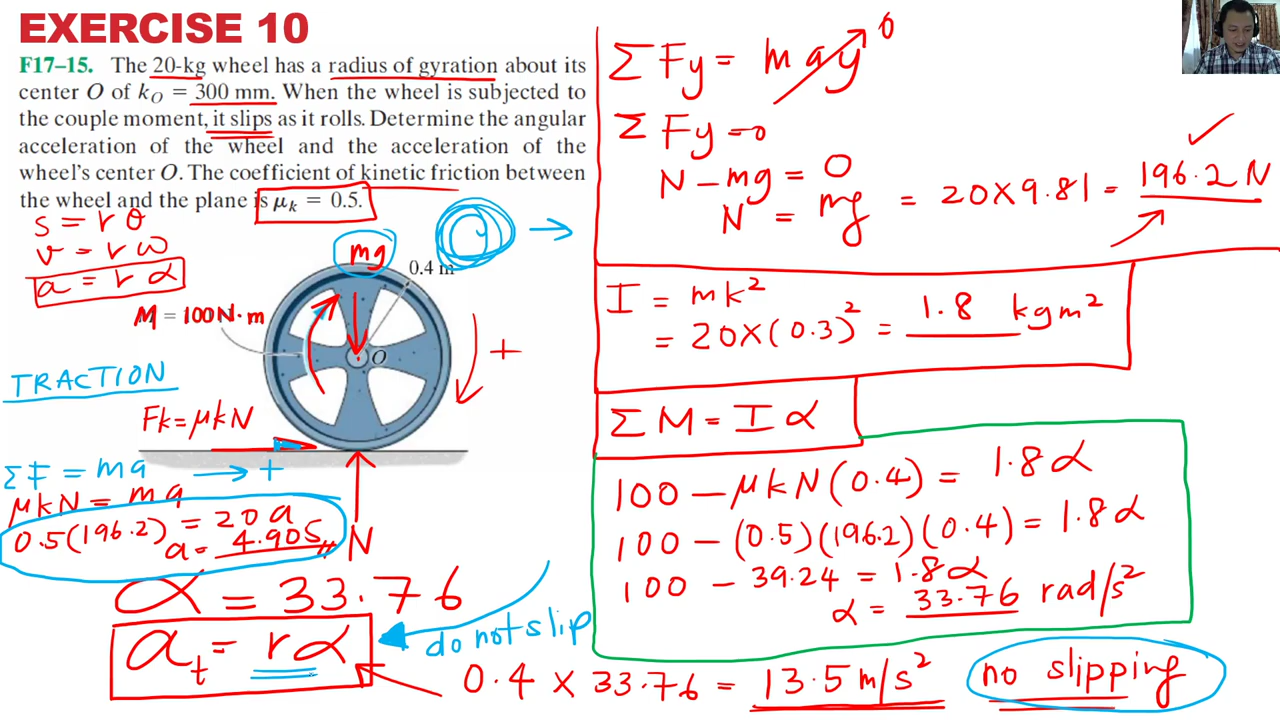 EXERCISE 10
F17–15. The 20-kg wheel has a radius of gyration about its
center O of kO = 300 mm. When the wheel is subjected to
the couple moment, it slips as it rolls. Determine the angular
acceleration of the wheel and the acceleration of the
wheel's center O. The coefficient of kinetic friction between
the wheel and the plane is μk = 0.5.
s = r θ
v = r ω
a = r α
mg
0.4 m
M = 100 N·m
O
+
TRACTION
Fk = μkN
ΣF = ma → +
μkN = ma
0.5(196.2) = 20a
a = 4.905
N
α = 33.76
at = rα
do not slip
ΣFy = may 0
ΣFy = 0
N - mg = 0
N = mg = 20×9.81 = 196.2 N
I = mk²
= 20×(0.3)² = 1.8 kgm²
ΣM = Iα
100 - μkN(0.4) = 1.8α
100 - (0.5)(196.2)(0.4) = 1.8α
100 - 39.24 = 1.8α
α = 33.76 rad/s²
0.4 × 33.76 = 13.5 m/s² no slipping